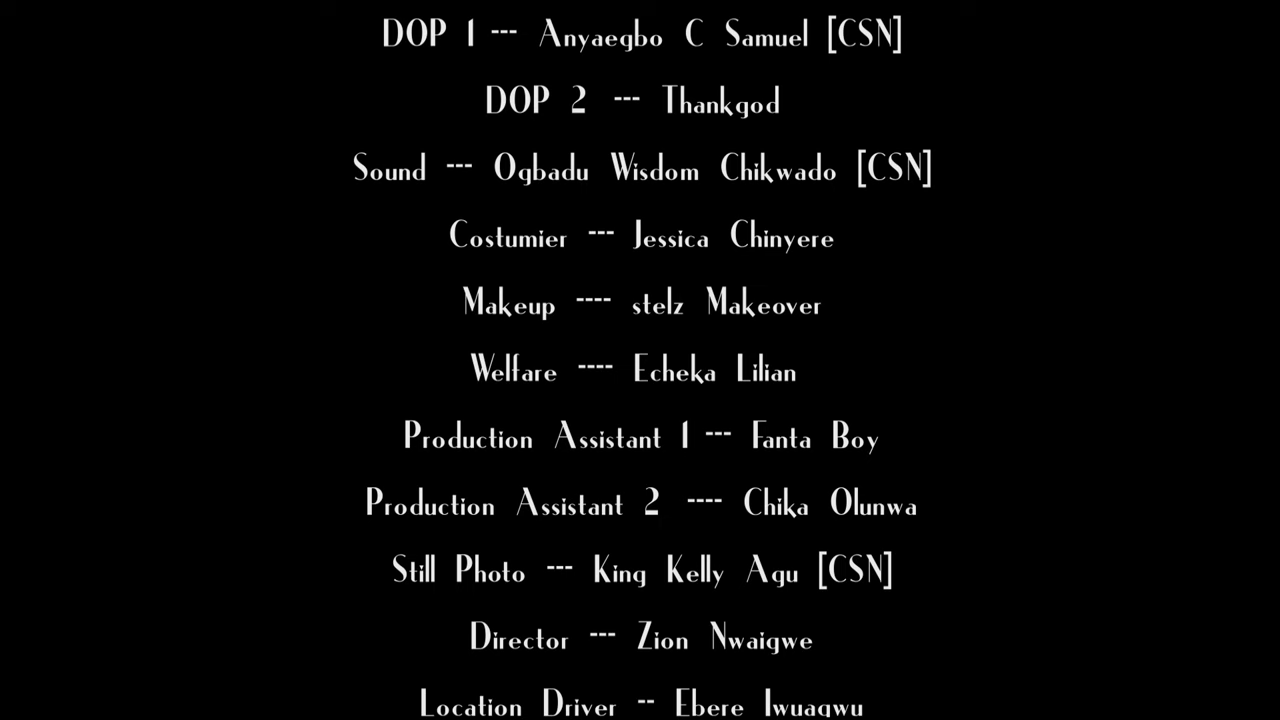 DOP 1 --- Anyaegbo C Samuel [CSN]
DOP 2 --- Thankgod
Sound --- Ogbadu Wisdom Chikwado [CSN]
Costumier --- Jessica Chinyere
Makeup ---- stelz Makeover
Welfare ---- Echeka Lilian
Production Assistant 1 --- Fanta Boy
Production Assistant 2 ---- Chika Olunwa
Still Photo --- King Kelly Agu [CSN]
Director --- Zion Nwaigwe
Location Driver -- Ebere Iwuagwu